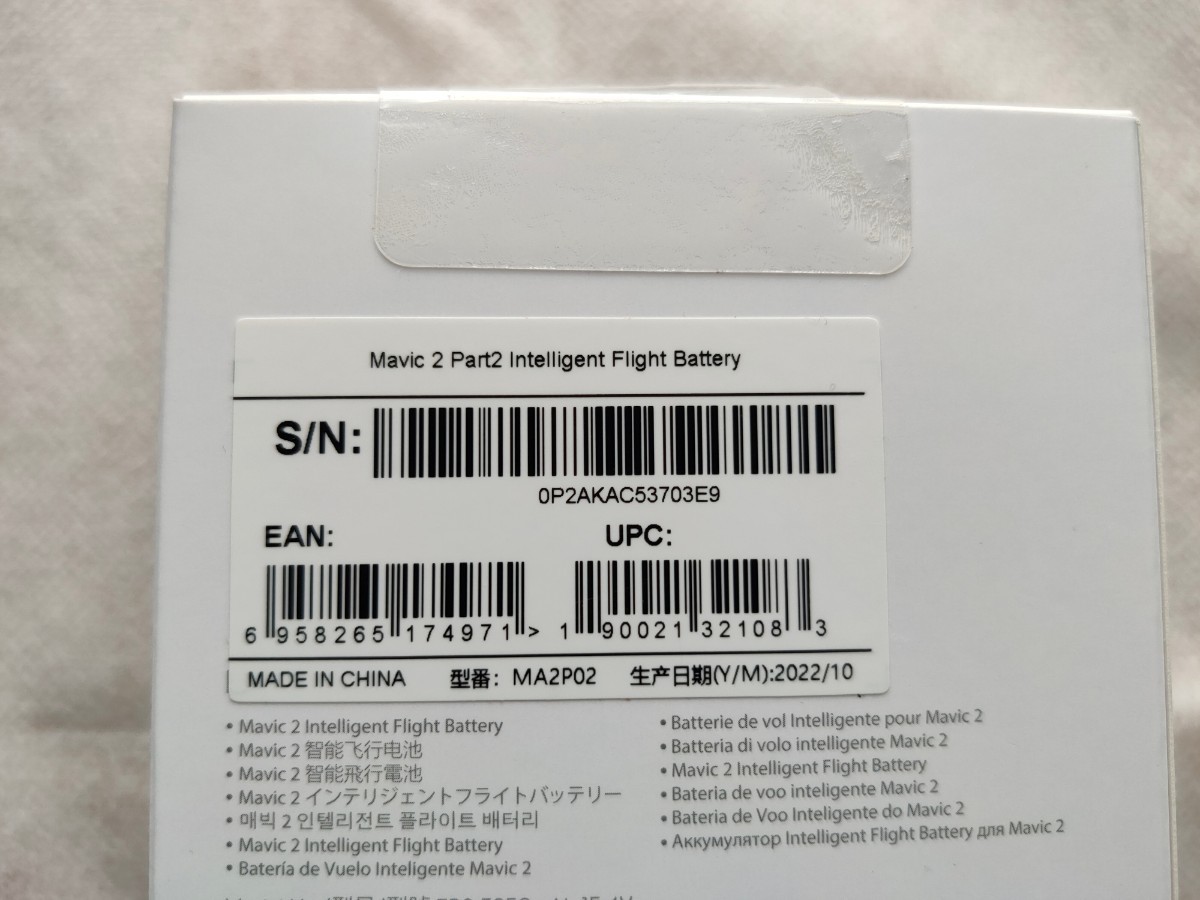 Mavic 2 Part2 Intelligent Flight Battery
S/N:
0P2AKAC53703E9
EAN: UPC:
6 958265 174971 > 1 90021 32108 3
MADE IN CHINA 型番: MA2P02 生产日期(Y/M):2022/10
• Mavic 2 Intelligent Flight Battery
• Mavic 2 智能飞行电池
• Mavic 2 智能飛行電池
• Mavic 2 インテリジェントフライトバッテリー
• 매빅 2 인텔리전트 플라이트 배터리
• Mavic 2 Intelligent Flight Battery
• Batería de Vuelo Inteligente Mavic 2
• Batterie de vol Intelligente pour Mavic 2
• Batteria di volo intelligente Mavic 2
• Mavic 2 Intelligent Flight Battery
• Bateria de voo inteligente Mavic 2
• Bateria de Voo Inteligente do Mavic 2
• Аккумулятор Intelligent Flight Battery для Mavic 2